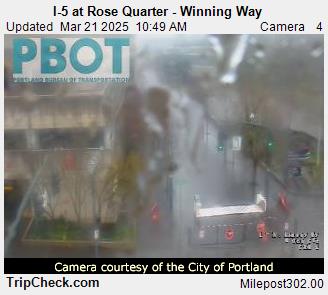 I-5 at Rose Quarter - Winning Way
Updated Mar 21 2025 10:49 AM Camera 4
PBOT
PORTLAND BUREAU OF TRANSPORTATION
Camera courtesy of the City of Portland
TripCheck.com Milepost302.00